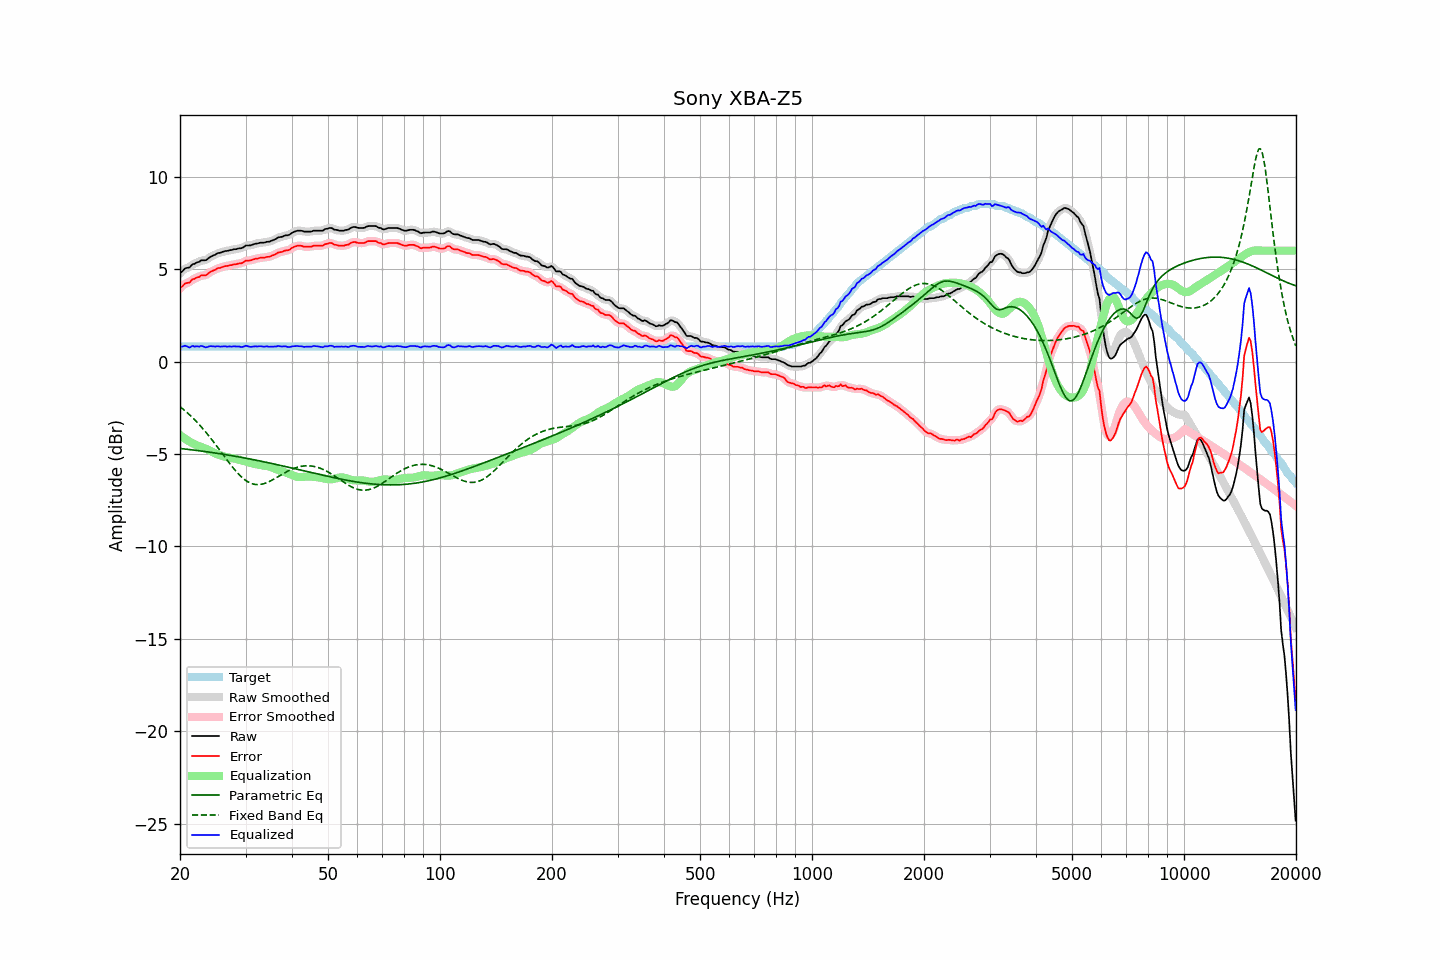 Sony XBA-Z5
Amplitude (dBr)
10
5
0
−5
−10
−15
−20
−25
Target
Raw Smoothed
Error Smoothed
Raw
Error
Equalization
Parametric Eq
Fixed Band Eq
Equalized
20 50 100 200 500 1000 2000 5000 10000 20000
Frequency (Hz)